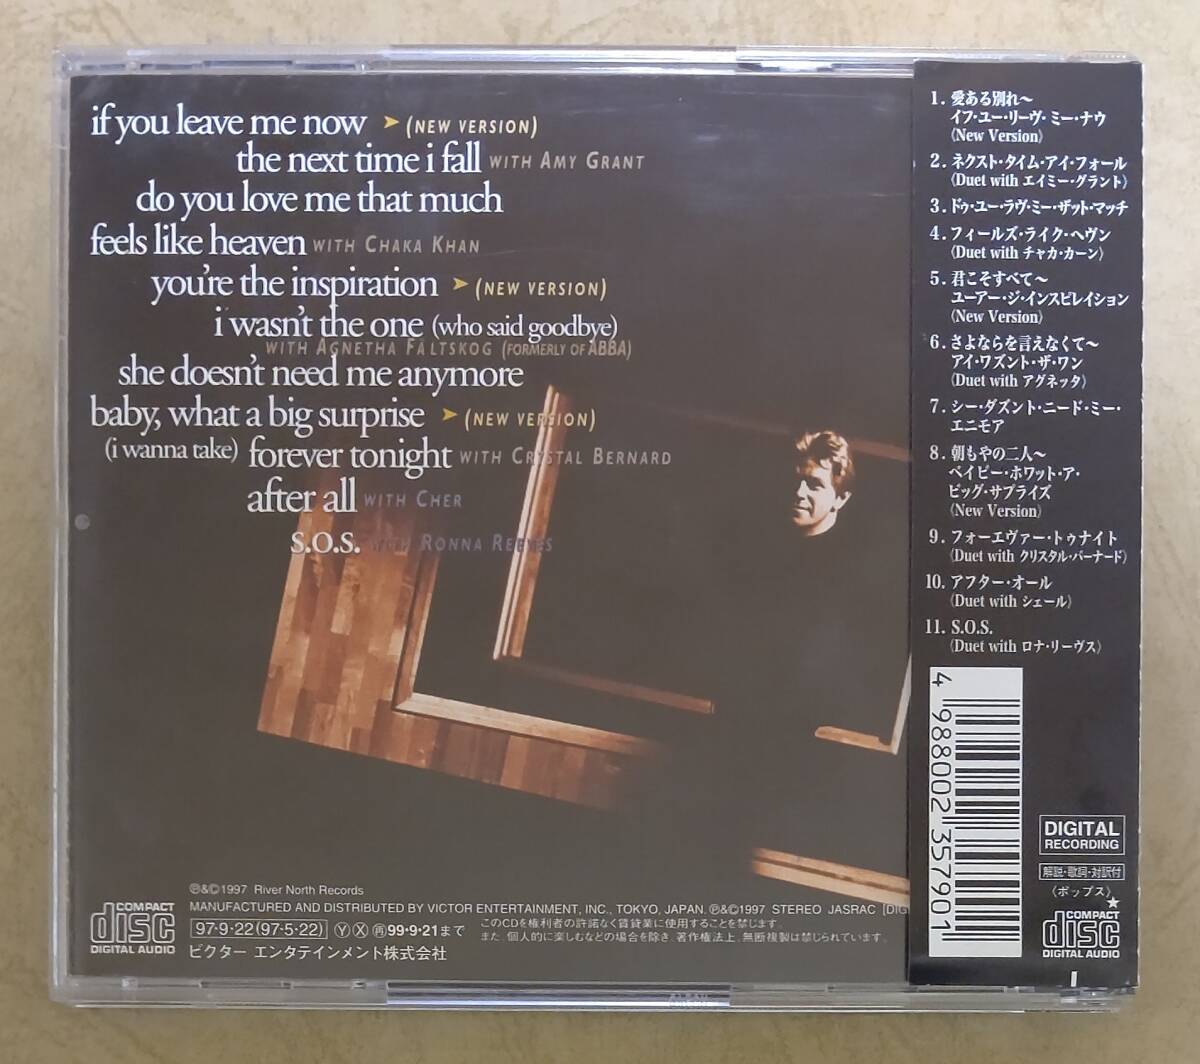 if you leave me now ➤ (NEW VERSION)
the next time i fall WITH AMY GRANT
do you love me that much
feels like heaven WITH CHAKA KHAN
you're the inspiration ➤ (NEW VERSION)
i wasn't the one (who said goodbye)
WITH AGNETHA FALTSKOG (FORMERLY OF ABBA)
she doesn't need me anymore
baby, what a big surprise ➤ (NEW VERSION)
(i wanna take) forever tonight WITH CRYSTAL BERNARD
after all WITH CHER
s.o.s. WITH RONNA REEVES
℗&©1997 River North Records
MANUFACTURED AND DISTRIBUTED BY VICTOR ENTERTAINMENT, INC., TOKYO, JAPAN. ℗&©1997 STEREO JASRAC [DIG
97・9・22(97・5・22) Ⓨ Ⓧ 再 99・9・21まで
このCDを権利者の許諾なく賃貸業に使用することを禁じます。
また、個人的に楽しむなどの場合を除き、著作権法上、無断複製は禁じられています。
ビクター エンタテインメント株式会社
COMPACT
disc
DIGITAL AUDIO
1. 愛ある別れ〜
イフ・ユー・リーヴ・ミー・ナウ
(New Version)
2. ネクスト・タイム・アイ・フォール
(Duet with エイミー・グラント)
3. ドゥ・ユー・ラヴ・ミー・ザット・マッチ
4. フィールズ・ライク・ヘヴン
(Duet with チャカ・カーン)
5. 君こそすべて〜
ユーアー・ジ・インスピレイション
(New Version)
6. さよならを言えなくて〜
アイ・ワズント・ザ・ワン
(Duet with アグネッタ)
7. シー・ダズント・ニード・ミー・
エニモア
8. 朝もやの二人〜
ベイビー・ホワット・ア・
ビッグ・サプライズ
(New Version)
9. フォーエヴァー・トゥナイト
(Duet with クリスタル・バーナード)
10. アフター・オール
(Duet with シェール)
11. S.O.S.
(Duet with ロナ・リーヴス)
4 988002 357901
DIGITAL
RECORDING
解説・歌詞・対訳付
〈ポップス〉
★
COMPACT
disc
DIGITAL AUDIO